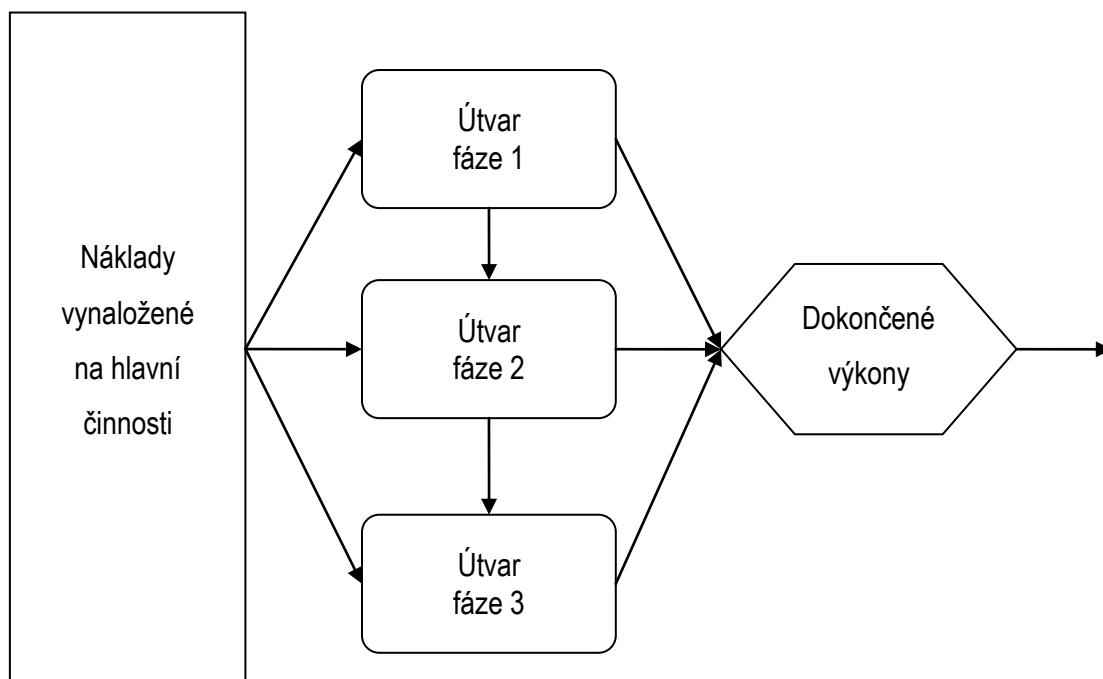 Náklady
vynaložené
na hlavní
činnosti
Útvar
fáze 1
Útvar
fáze 2
Útvar
fáze 3
Dokončené
výkony